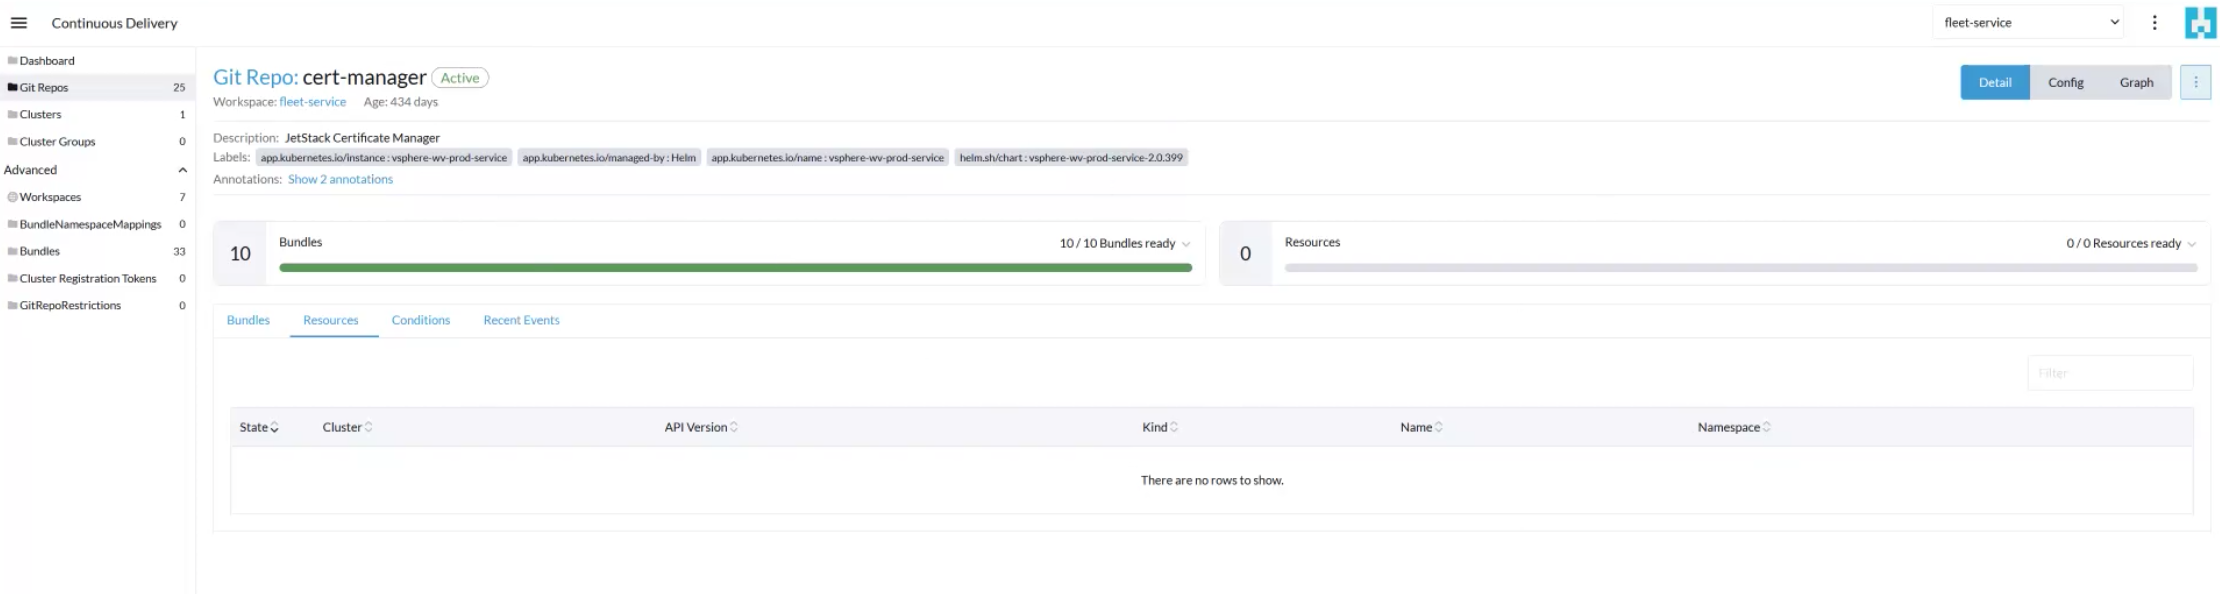 Continuous Delivery
fleet-service
Dashboard
Git Repos 25
Clusters 1
Cluster Groups 0
Advanced
Workspaces 7
BundleNamespaceMappings 0
Bundles 33
Cluster Registration Tokens 0
GitRepoRestrictions 0
Git Repo: cert-manager Active
Detail Config Graph
Workspace: fleet-service Age: 434 days
Description: JetStack Certificate Manager
Labels: app.kubernetes.io/instance : vsphere-wv-prod-service app.kubernetes.io/managed-by : Helm app.kubernetes.io/name : vsphere-wv-prod-service helm.sh/chart : vsphere-wv-prod-service-2.0.399
Annotations: Show 2 annotations
10 Bundles 10 / 10 Bundles ready
0 Resources 0 / 0 Resources ready
Bundles Resources Conditions Recent Events
Filter
State Cluster API Version Kind Name Namespace
There are no rows to show.